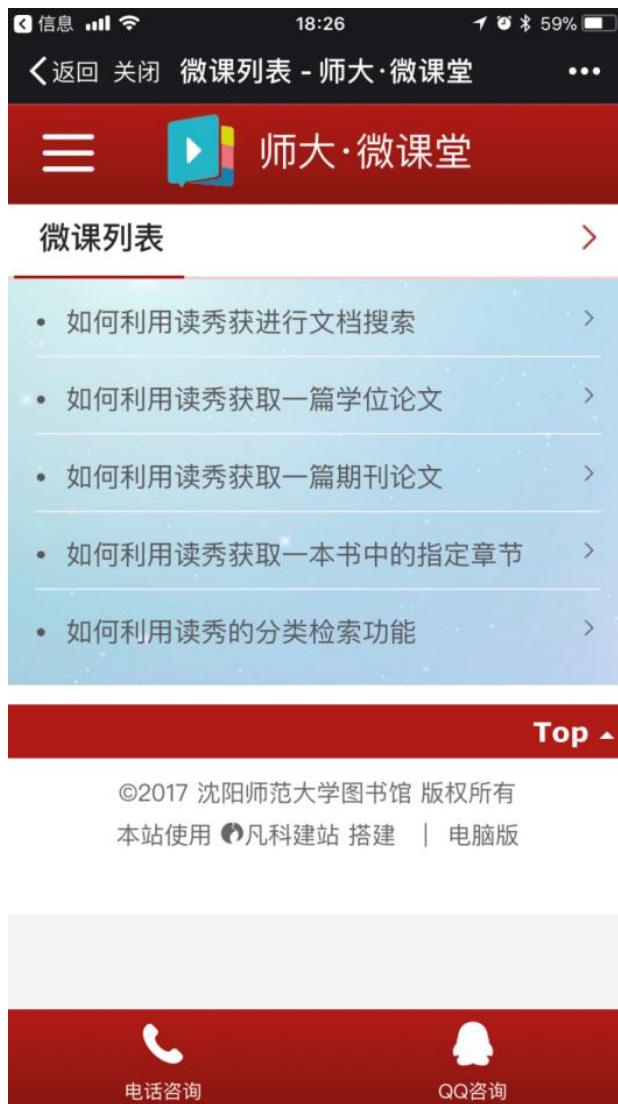 信息 18:26 59%
返回 关闭 微课列表 - 师大·微课堂 •••
师大·微课堂
微课列表
• 如何利用读秀获进行文档搜索
• 如何利用读秀获取一篇学位论文
• 如何利用读秀获取一篇期刊论文
• 如何利用读秀获取一本书中的指定章节
• 如何利用读秀的分类检索功能
Top
©2017 沈阳师范大学图书馆 版权所有
本站使用 凡科建站 搭建 | 电脑版
电话咨询 QQ咨询